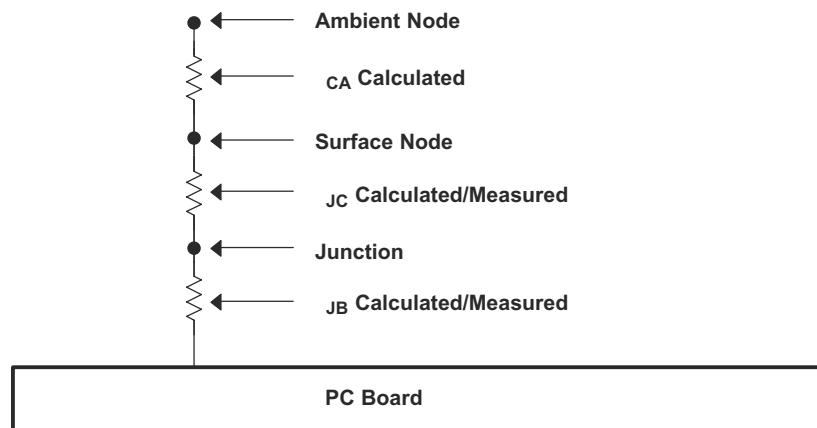 Ambient Node
CA Calculated
Surface Node
JC Calculated/Measured
Junction
JB Calculated/Measured
PC Board